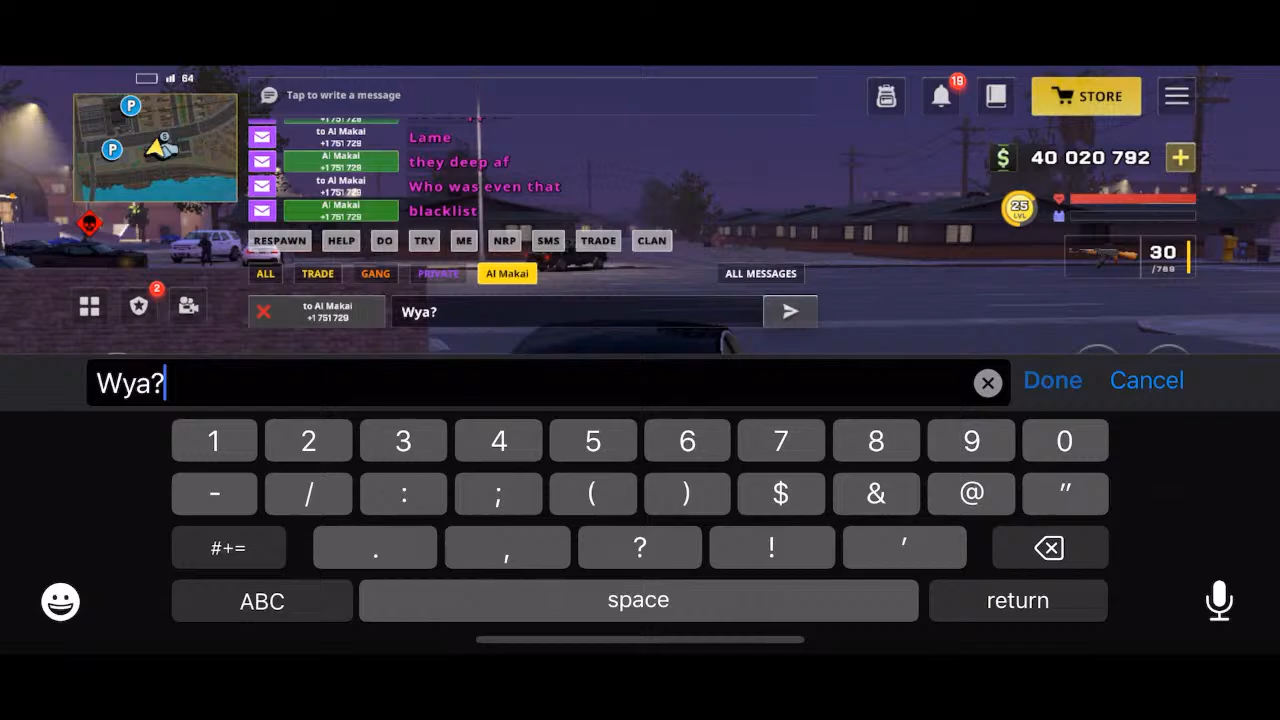 64
Tap to write a message
19
STORE
P
P
to Al Makai
+1 751 729
Lame
Al Makai
+1 751 729
they deep af
to Al Makai
+1 751 729
Who was even that
Al Makai
+1 751 729
blacklist
$ 40 020 792 +
25
LVL
30
/769
RESPAWN HELP DO TRY ME NRP SMS TRADE CLAN
ALL TRADE GANG PRIVATE Al Makai ALL MESSAGES
2
to Al Makai
+1 751 729
Wya?
Wya?
Done Cancel
1 2 3 4 5 6 7 8 9 0
- / : ; ( ) $ & @ "
#+= . , ? ! '
ABC space return